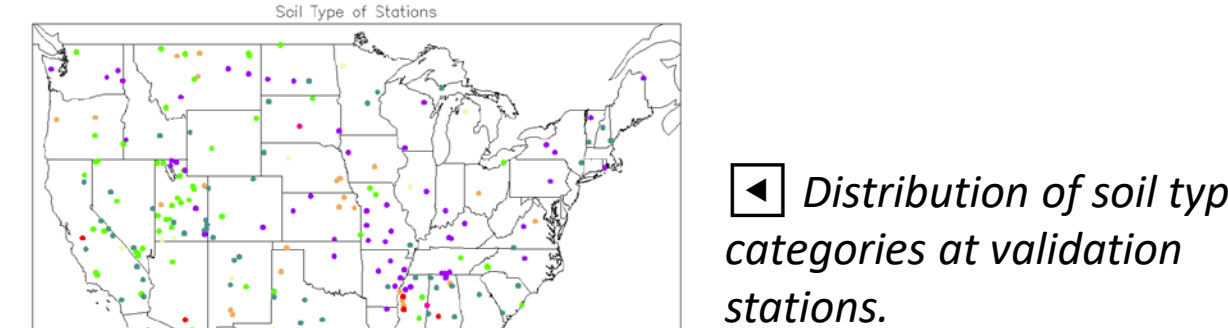 Soil Type of Stations
Distribution of soil typ
categories at validation
stations.